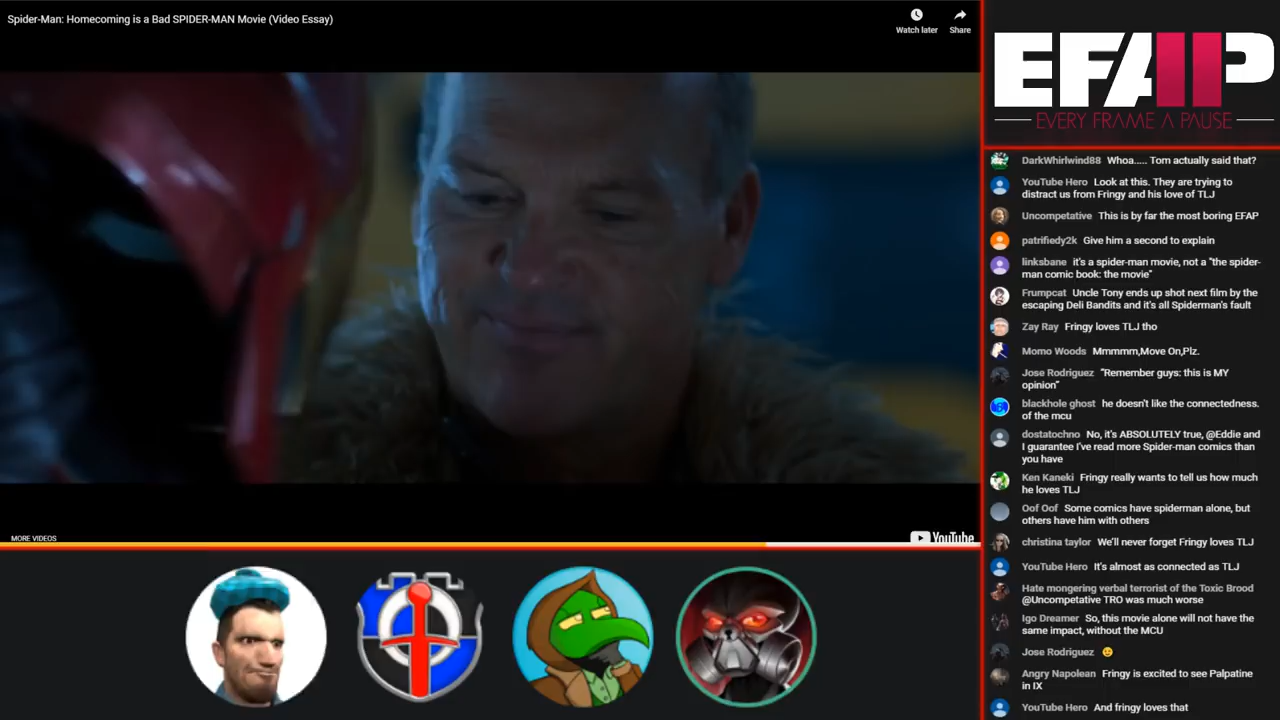 Spider-Man: Homecoming is a Bad SPIDER-MAN Movie (Video Essay)
Watch later
Share
MORE VIDEOS
YouTube
EFAP
EVERY FRAME A PAUSE
DarkWhirlwind88 Whoa..... Tom actually said that?
YouTube Hero Look at this. They are trying to
distract us from Fringy and his love of TLJ
Uncompetative This is by far the most boring EFAP
patrifiedy2k Give him a second to explain
linksbane it's a spider-man movie, not a "the spider-
man comic book: the movie"
Frumpcat Uncle Tony ends up shot next film by the
escaping Deli Bandits and it's all Spiderman's fault
Zay Ray Fringy loves TLJ tho
Momo Woods Mmmmm,Move On,Plz.
Jose Rodriguez “Remember guys: this is MY
opinion”
blackhole ghost he doesn't like the connectedness.
of the mcu
dostatochno No, it's ABSOLUTELY true, @Eddie and
I guarantee I've read more Spider-man comics than
you have
Ken Kaneki Fringy really wants to tell us how much
he loves TLJ
Oof Oof Some comics have spiderman alone, but
others have him with others
christina taylor We'll never forget Fringy loves TLJ
YouTube Hero It's almost as connected as TLJ
Hate mongering verbal terrorist of the Toxic Brood
@Uncompetative TRO was much worse
Igo Dreamer So, this movie alone will not have the
same impact, without the MCU
Jose Rodriguez
Angry Napolean Fringy is excited to see Palpatine
in IX
YouTube Hero And fringy loves that